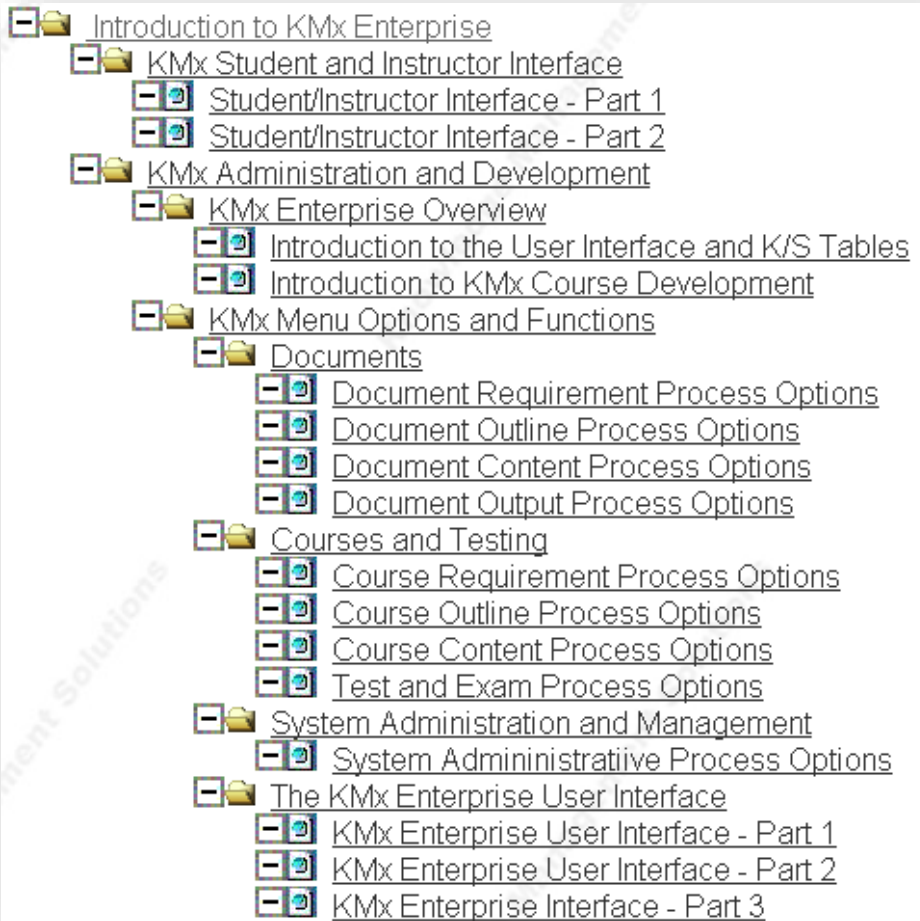 Introduction to KMx Enterprise
KMx Student and Instructor Interface
Student/Instructor Interface - Part 1
Student/Instructor Interface - Part 2
KMx Administration and Development
KMx Enterprise Overview
Introduction to the User Interface and K/S Tables
Introduction to KMx Course Development
KMx Menu Options and Functions
Documents
Document Requirement Process Options
Document Outline Process Options
Document Content Process Options
Document Output Process Options
Courses and Testing
Course Requirement Process Options
Course Outline Process Options
Course Content Process Options
Test and Exam Process Options
System Administration and Management
System Admininistratiive Process Options
The KMx Enterprise User Interface
KMx Enterprise User Interface - Part 1
KMx Enterprise User Interface - Part 2
KMx Enterprise Interface - Part 3